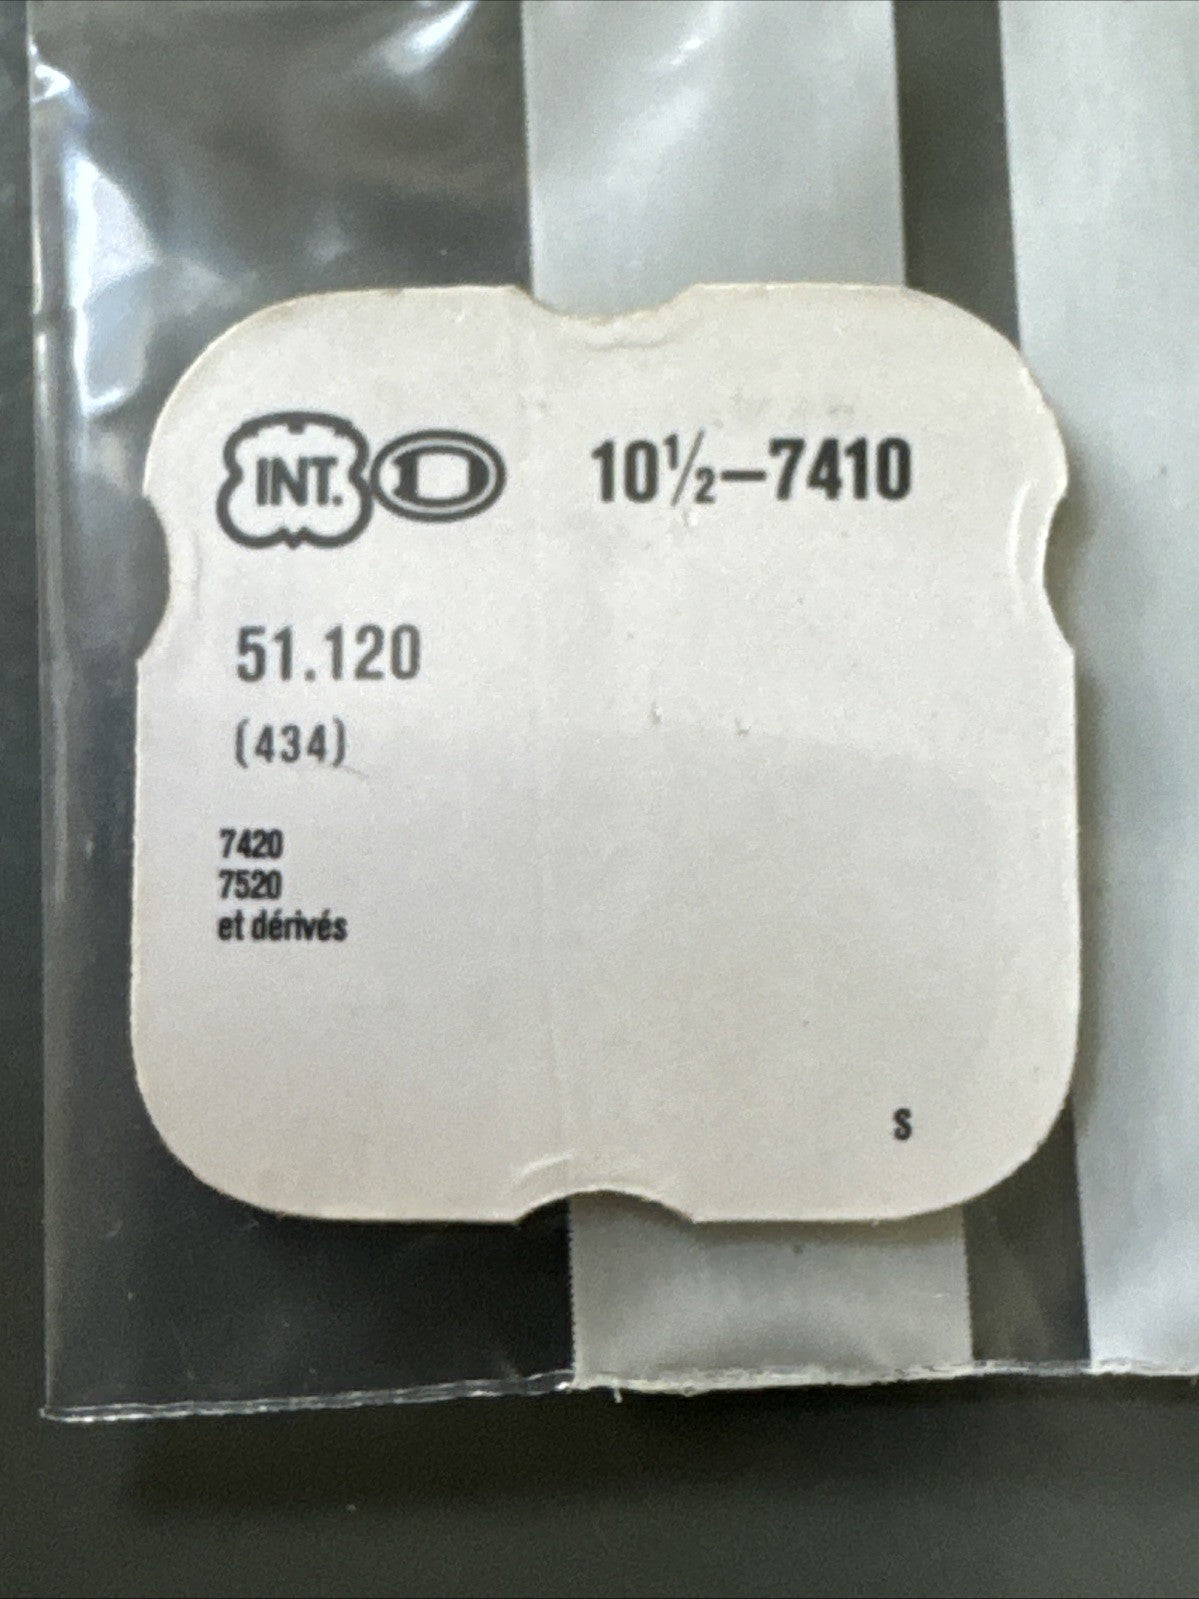 INT. D 10½–7410
51.120
(434)
7420
7520
et dérivés
S